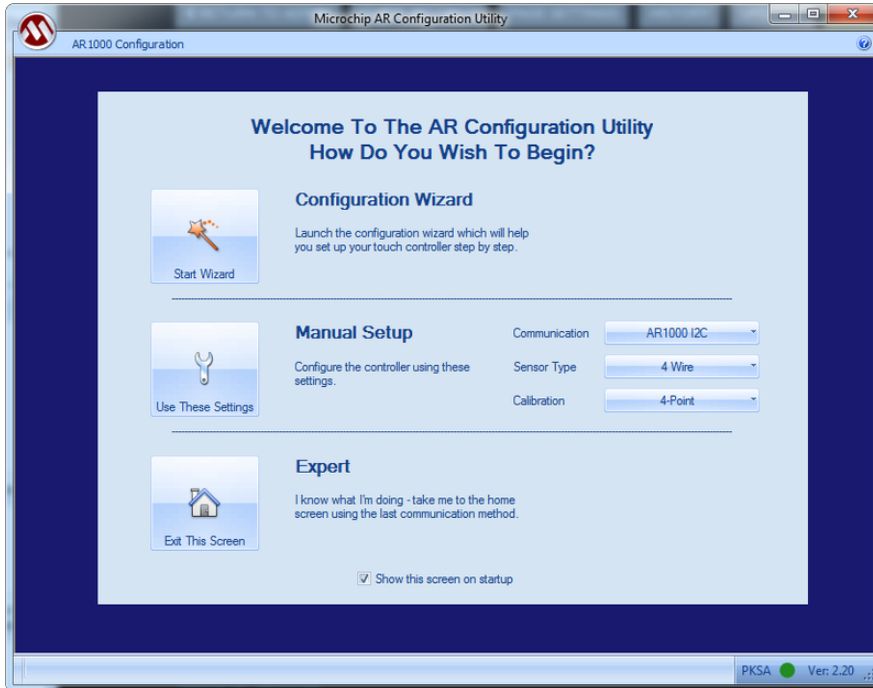 Microchip AR Configuration Utility
AR1000 Configuration
Welcome To The AR Configuration Utility
How Do You Wish To Begin?
Configuration Wizard
Launch the configuration wizard which will help
you set up your touch controller step by step.
Start Wizard
Manual Setup
Configure the controller using these
settings.
Communication
AR1000 I2C
Sensor Type
4 Wire
Calibration
4-Point
Use These Settings
Expert
I know what I'm doing - take me to the home
screen using the last communication method.
Exit This Screen
Show this screen on startup
PKSA Ver: 2.20